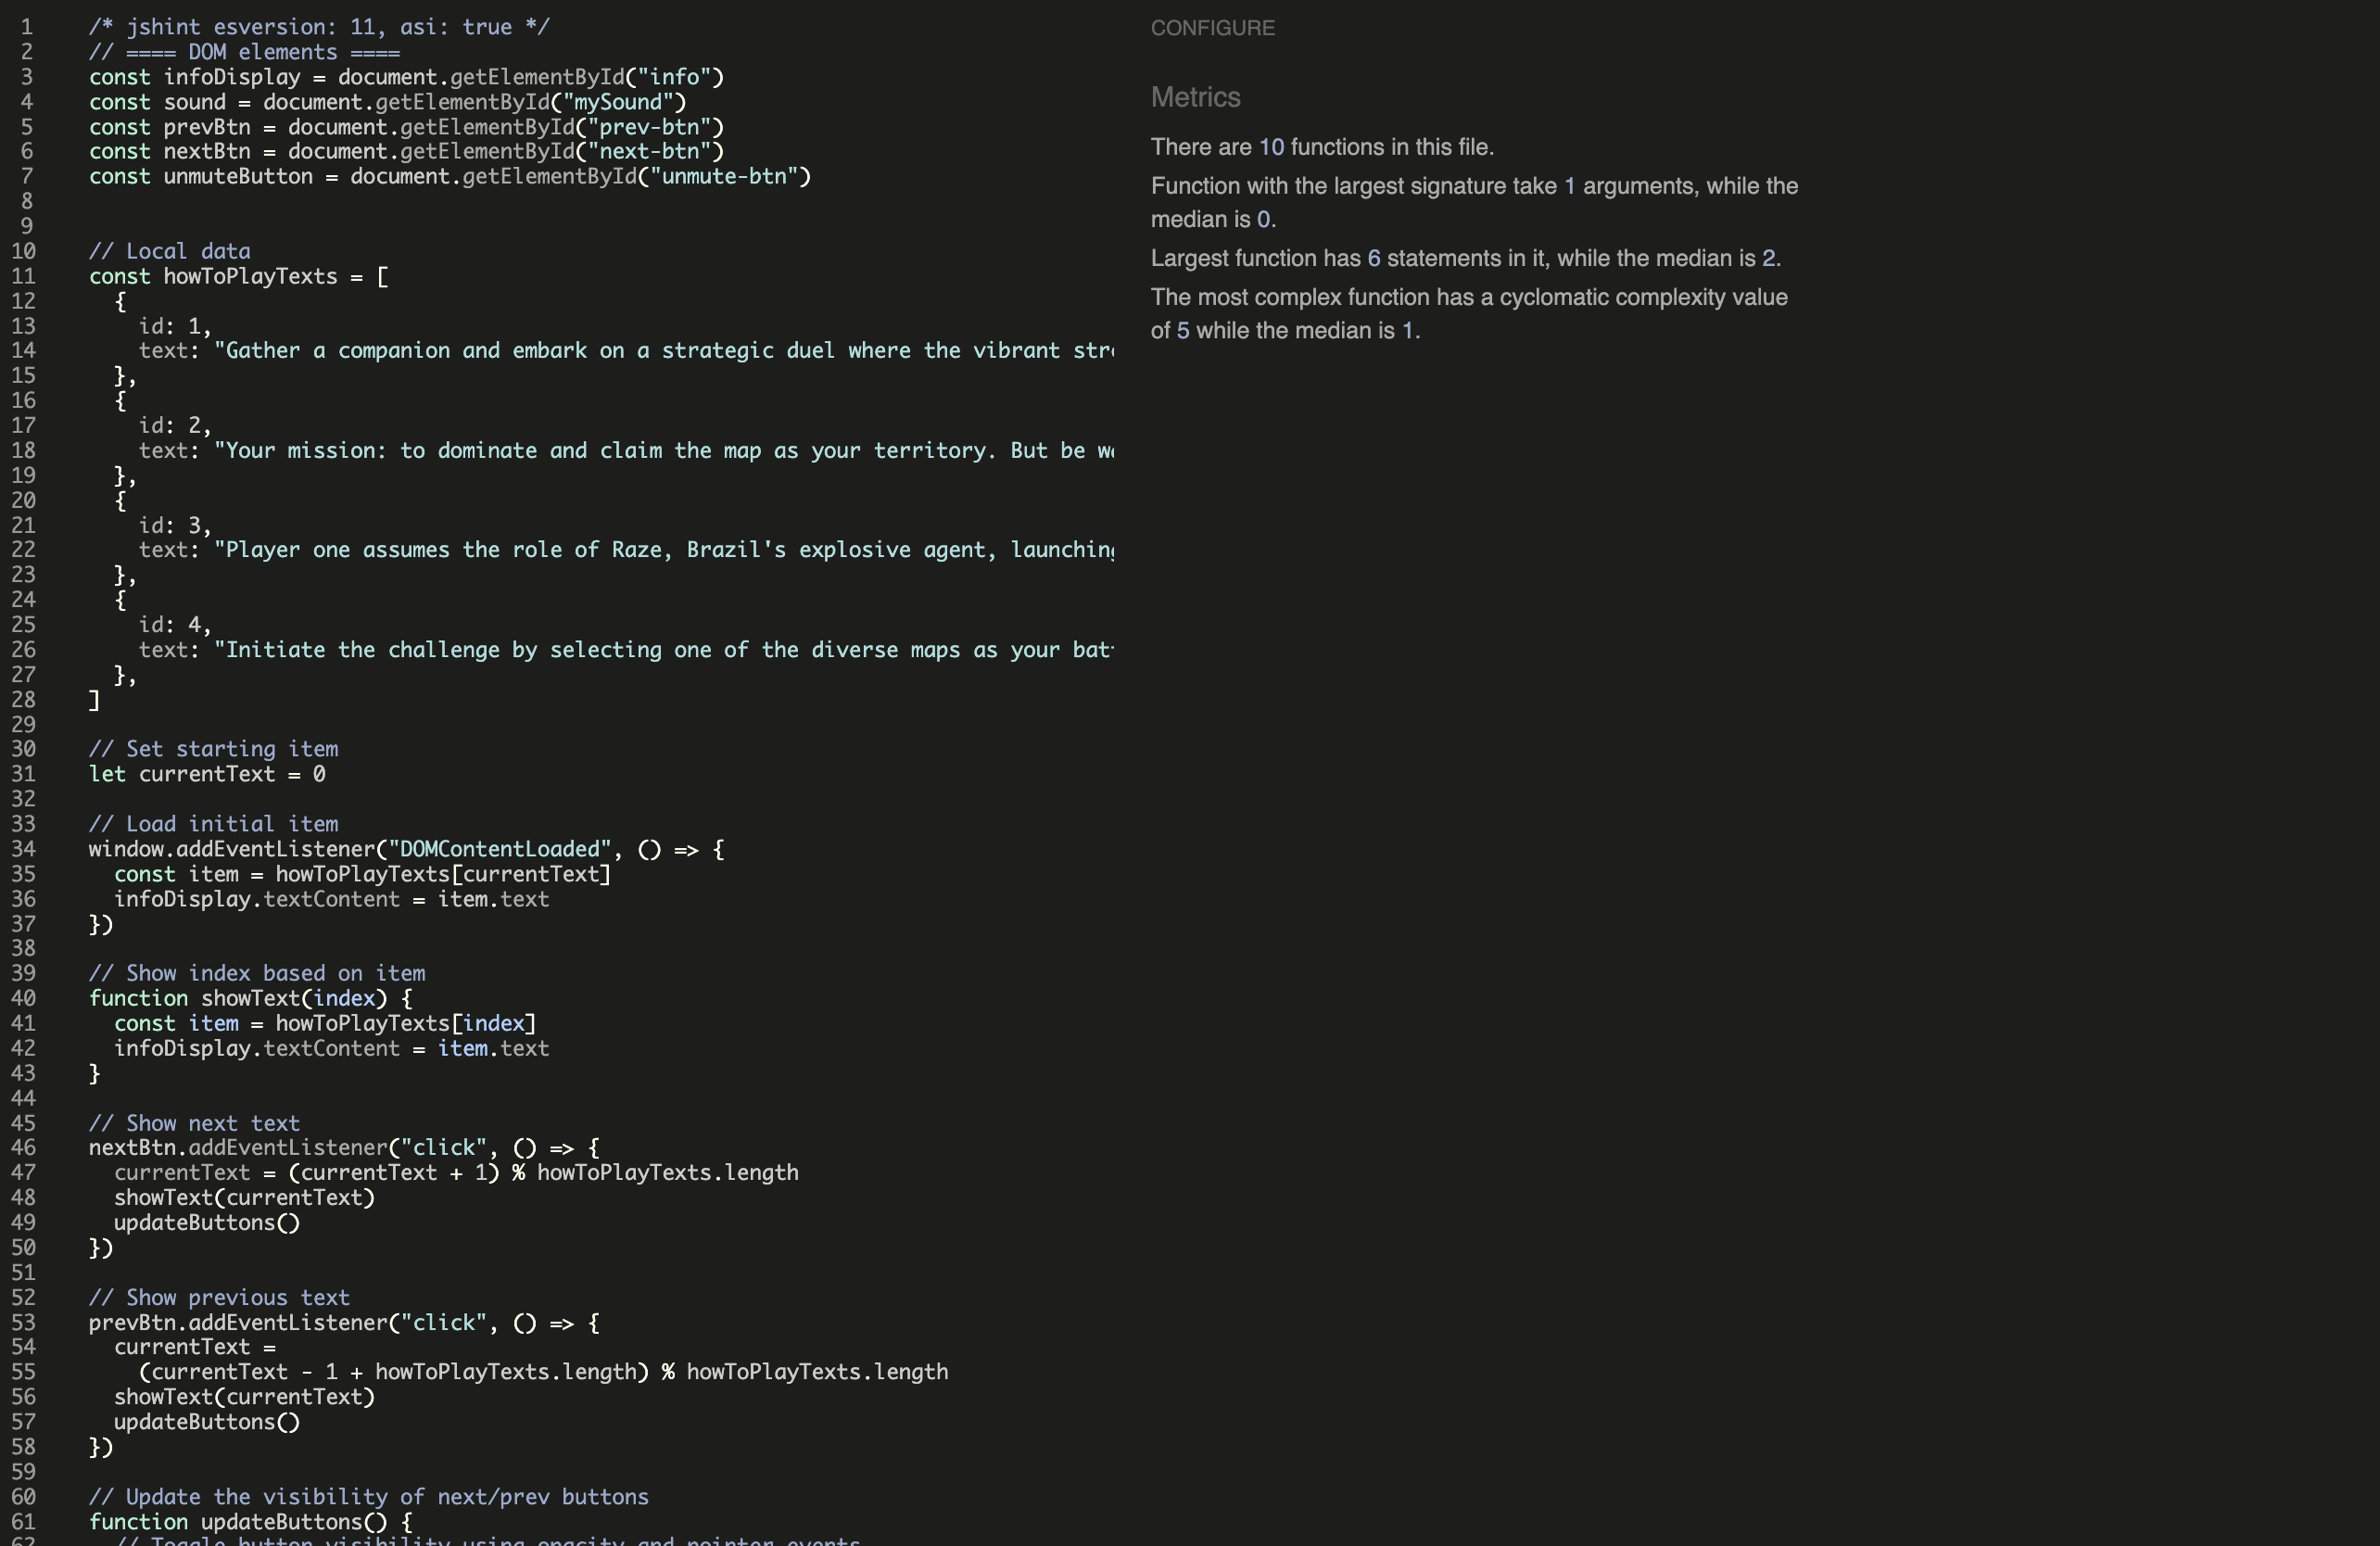 1 /* jshint esversion: 11, asi: true */
2 // ==== DOM elements ====
3 const infoDisplay = document.getElementById("info")
4 const sound = document.getElementById("mySound")
5 const prevBtn = document.getElementById("prev-btn")
6 const nextBtn = document.getElementById("next-btn")
7 const unmuteButton = document.getElementById("unmute-btn")
8
9
10 // Local data
11 const howToPlayTexts = [
12 {
13 id: 1,
14 text: "Gather a companion and embark on a strategic duel where the vibrant
15 },
16 {
17 id: 2,
18 text: "Your mission: to dominate and claim the map as your territory. But be
19 },
20 {
21 id: 3,
22 text: "Player one assumes the role of Raze, Brazil's explosive agent, launching
23 },
24 {
25 id: 4,
26 text: "Initiate the challenge by selecting one of the diverse maps as your
27 },
28 ]
29
30 // Set starting item
31 let currentText = 0
32
33 // Load initial item
34 window.addEventListener("DOMContentLoaded", () => {
35 const item = howToPlayTexts[currentText]
36 infoDisplay.textContent = item.text
37 })
38
39 // Show index based on item
40 function showText(index) {
41 const item = howToPlayTexts[index]
42 infoDisplay.textContent = item.text
43 }
44
45 // Show next text
46 nextBtn.addEventListener("click", () => {
47 currentText = (currentText + 1) % howToPlayTexts.length
48 showText(currentText)
49 updateButtons()
50 })
51
52 // Show previous text
53 prevBtn.addEventListener("click", () => {
54 currentText =
55 (currentText - 1 + howToPlayTexts.length) % howToPlayTexts.length
56 showText(currentText)
57 updateButtons()
58 })
59
60 // Update the visibility of next/prev buttons
61 function updateButtons() {
62 // Toggle button visibility using opacity and pointer events
CONFIGURE
Metrics
There are 10 functions in this file.
Function with the largest signature take 1 arguments, while the
median is 0.
Largest function has 6 statements in it, while the median is 2.
The most complex function has a cyclomatic complexity value
of 5 while the median is 1.